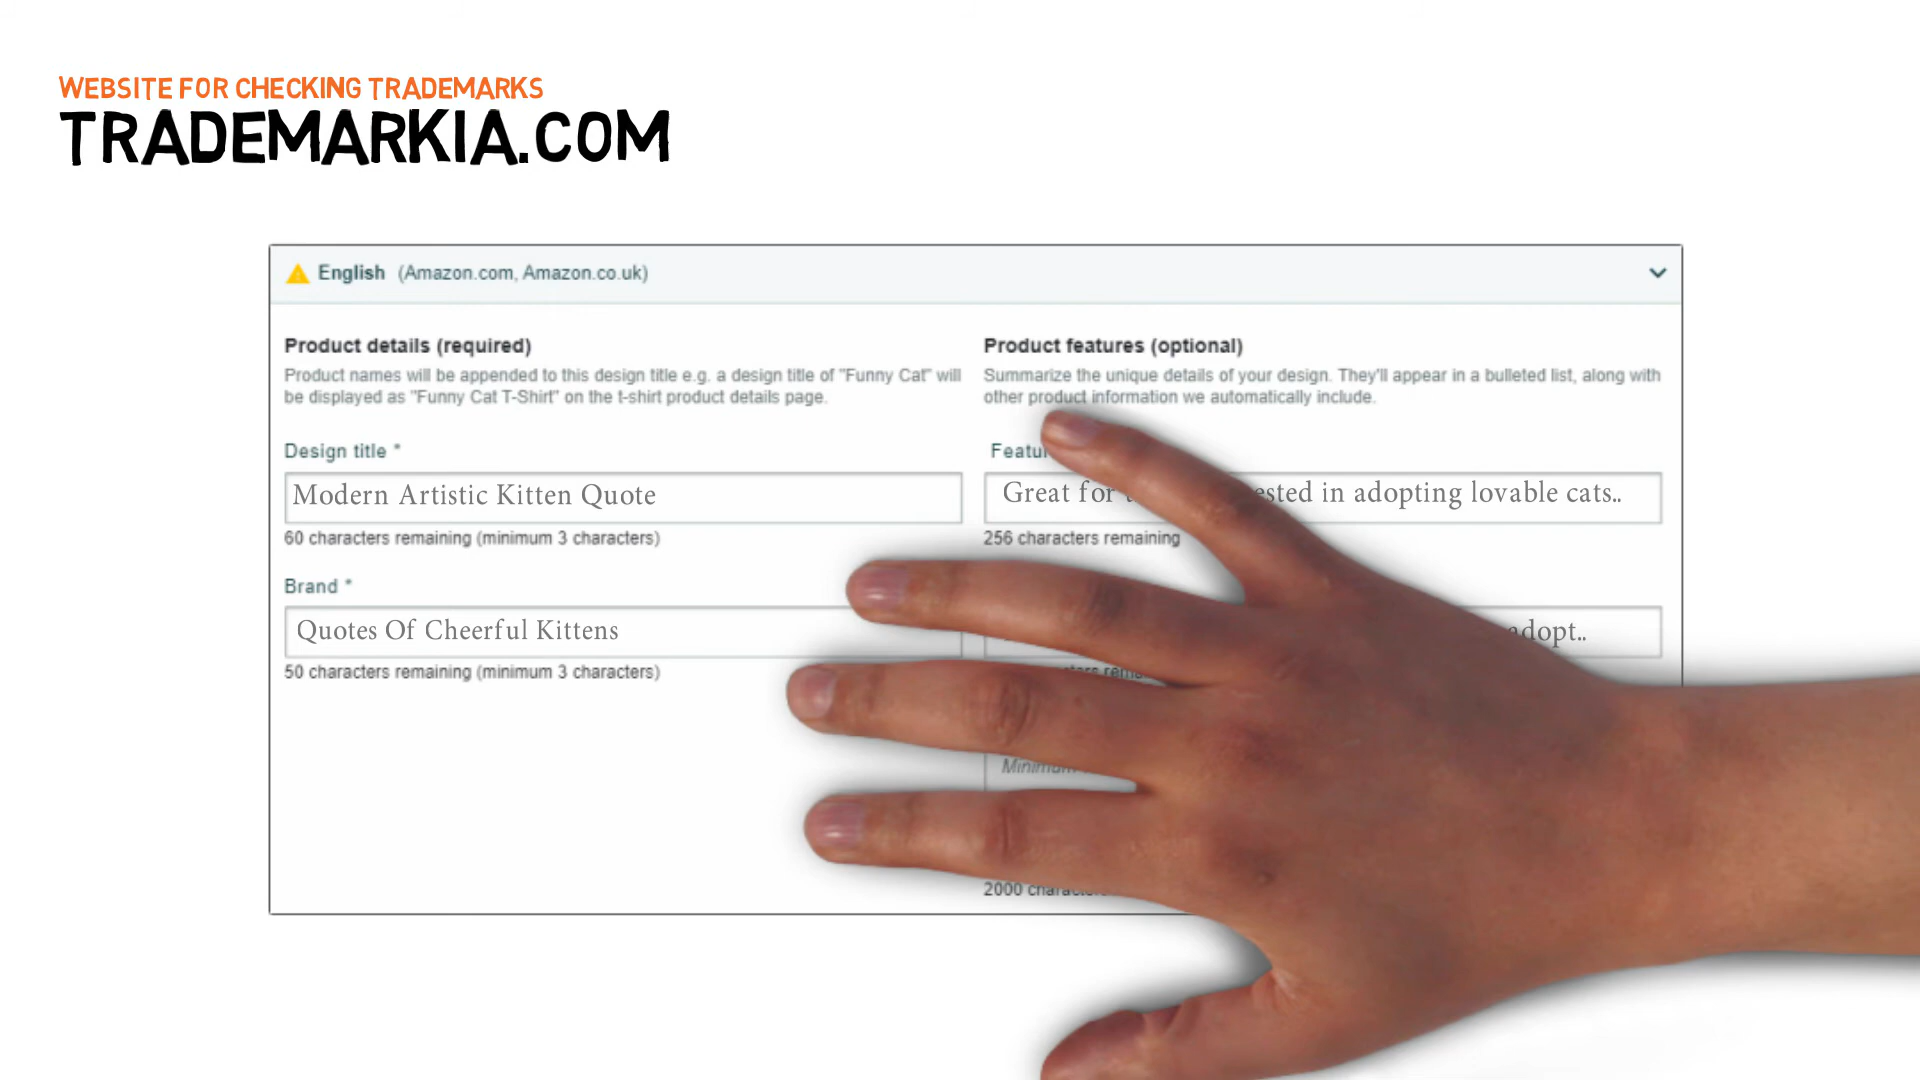 WEBSITE FOR CHECKING TRADEMARKS
TRADEMARKIA.COM
English (Amazon.com, Amazon.co.uk)
Product details (required)
Product names will be appended to this design title e.g. a design title of "Funny Cat" will
be displayed as "Funny Cat T-Shirt" on the t-shirt product details page.
Design title *
Modern Artistic Kitten Quote
60 characters remaining (minimum 3 characters)
Brand *
Quotes Of Cheerful Kittens
50 characters remaining (minimum 3 characters)
Product features (optional)
Summarize the unique details of your design. They'll appear in a bulleted list, along with
other product information we automatically include.
Great for in adopting lovable cats..
256 characters remaining
adopt..
2000